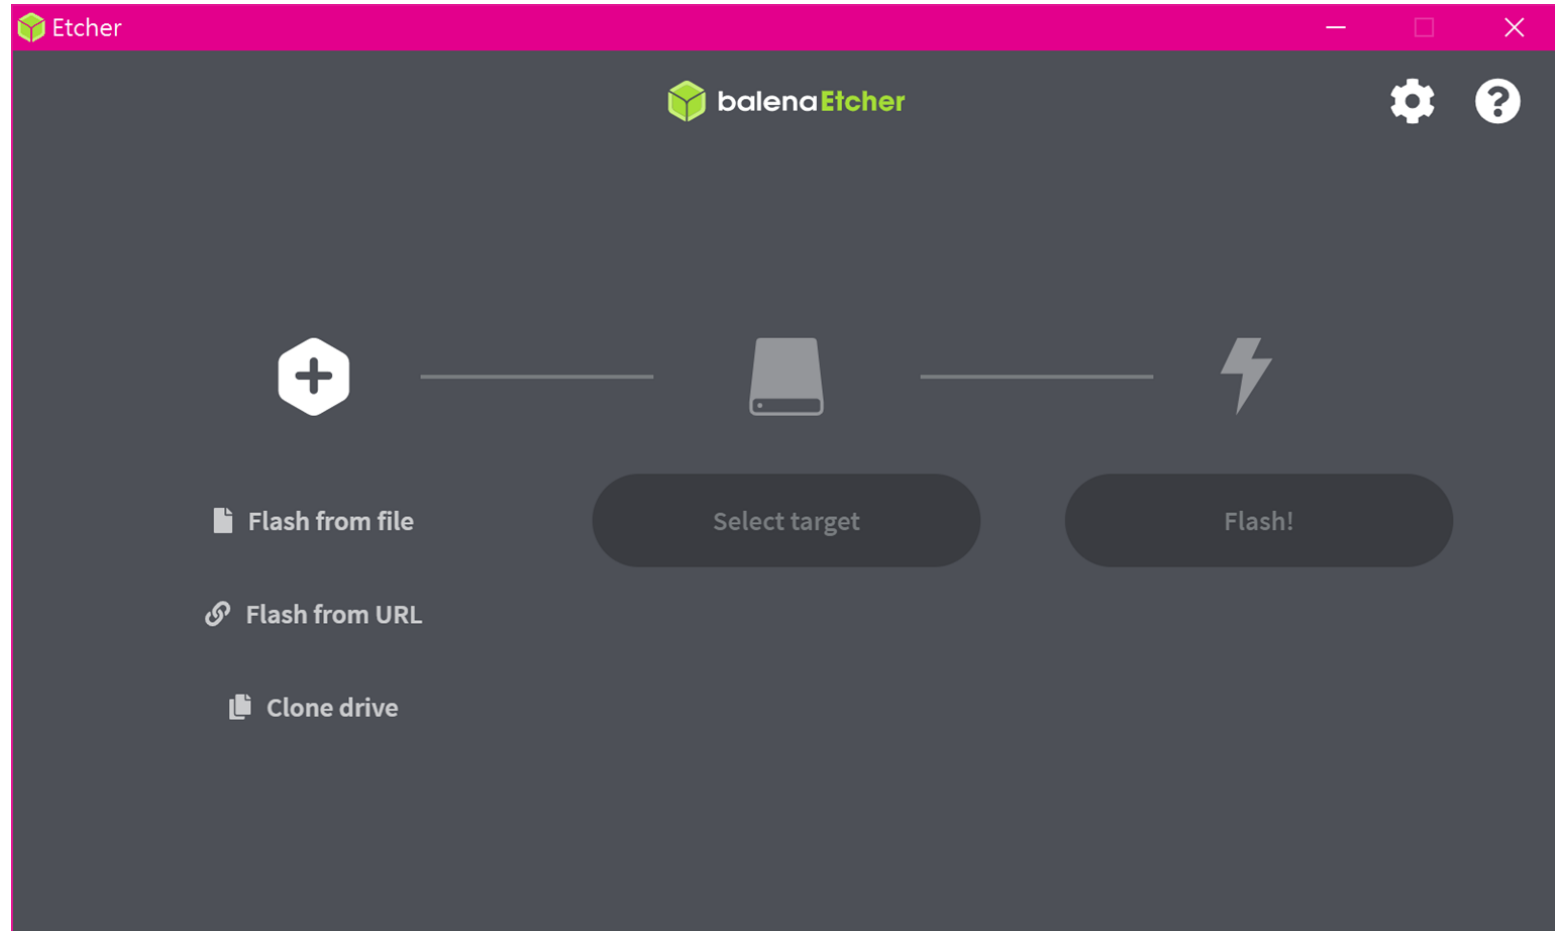 Etcher
balenaEtcher
Flash from file
Select target
Flash!
Flash from URL
Clone drive